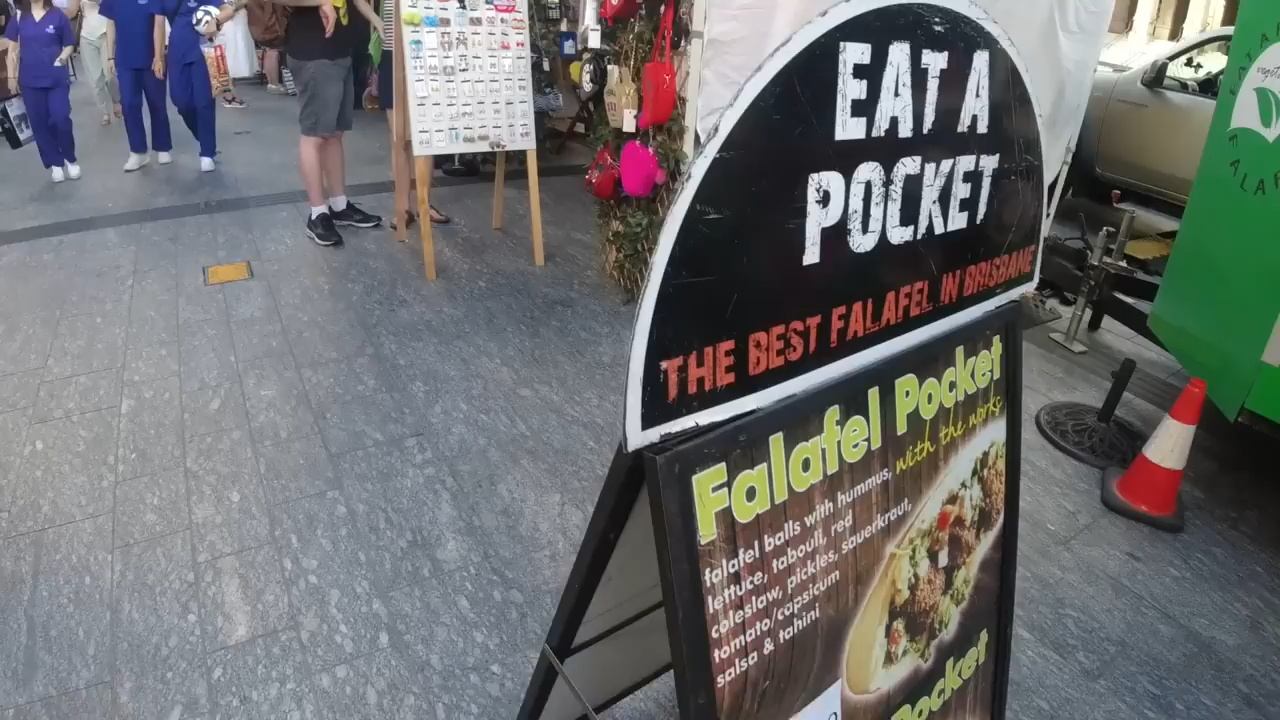 EAT A
POCKET
THE BEST FALAFEL IN BRISBANE
Falafel Pocket
with the works
falafel balls with hummus,
lettuce, tabouli, red
coleslaw, pickles, sauerkraut,
tomato/capsicum
salsa & tahini
Pocket